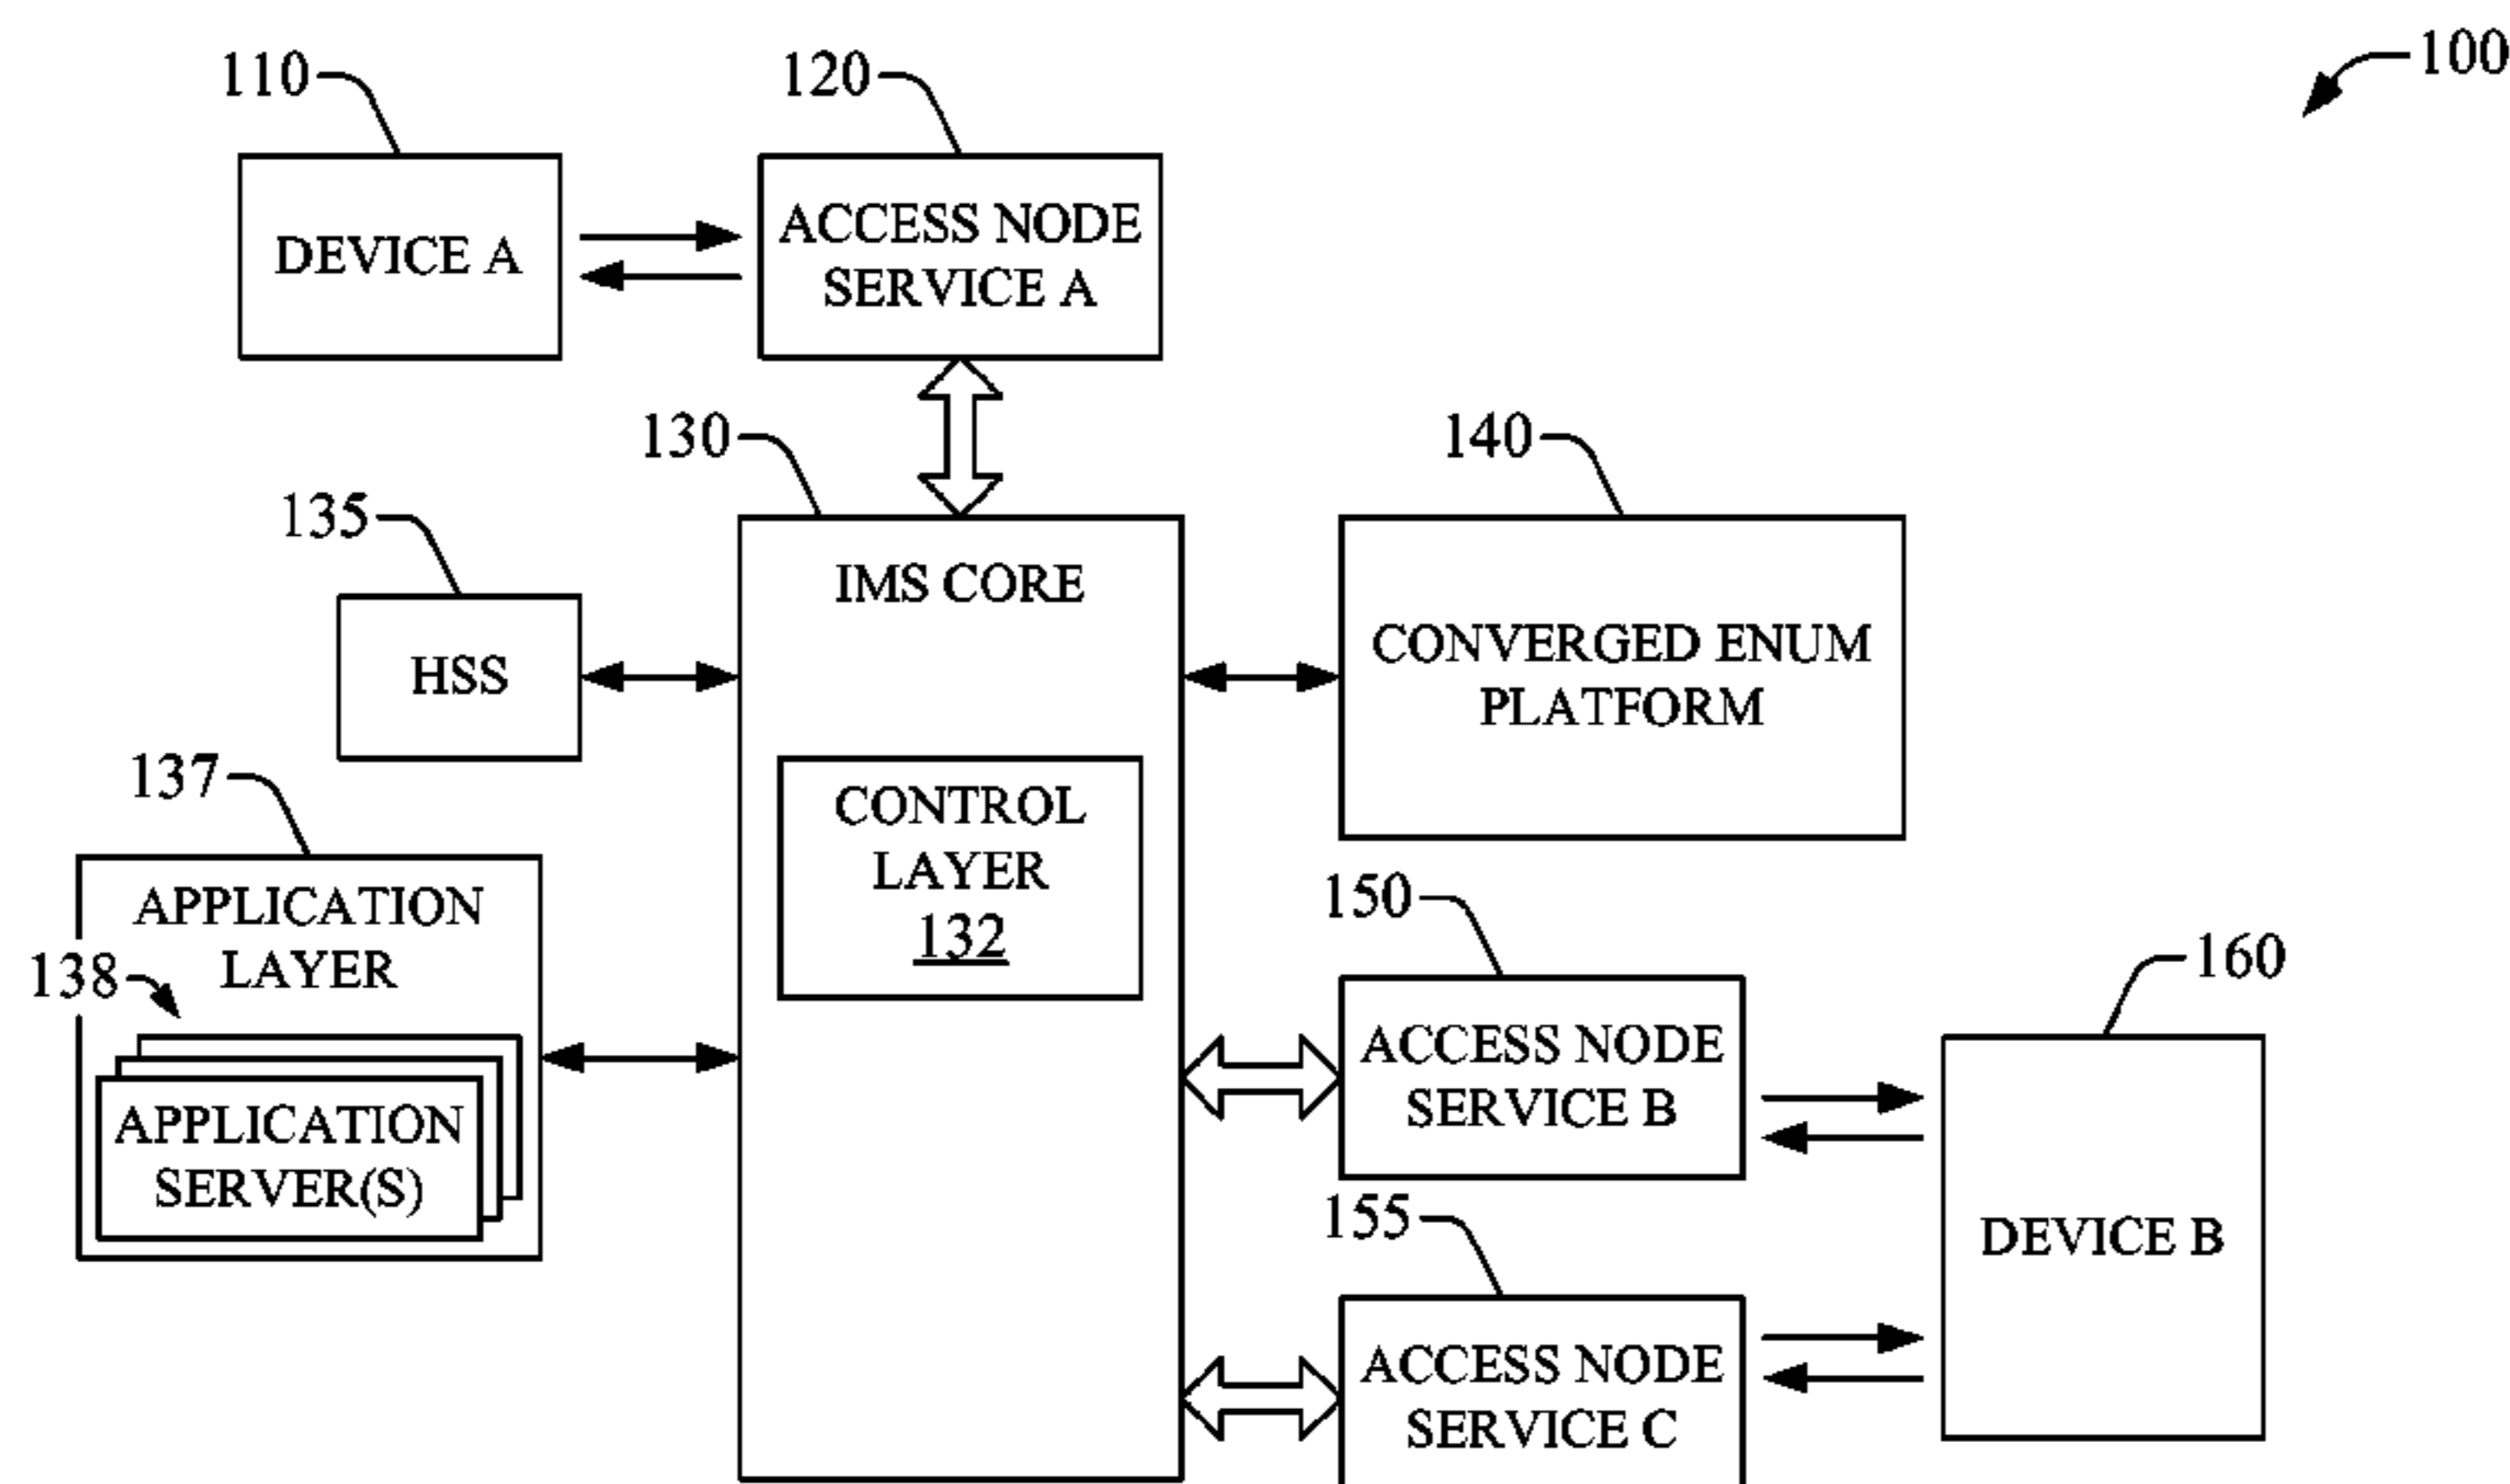 100
110
120
DEVICE A
ACCESS NODE
SERVICE A
130
140
135
IMS CORE
HSS
CONVERGED ENUM
PLATFORM
137
CONTROL
LAYER
132
APPLICATION
LAYER
138
APPLICATION
SERVER(S)
150
160
ACCESS NODE
SERVICE B
155
DEVICE B
ACCESS NODE
SERVICE C